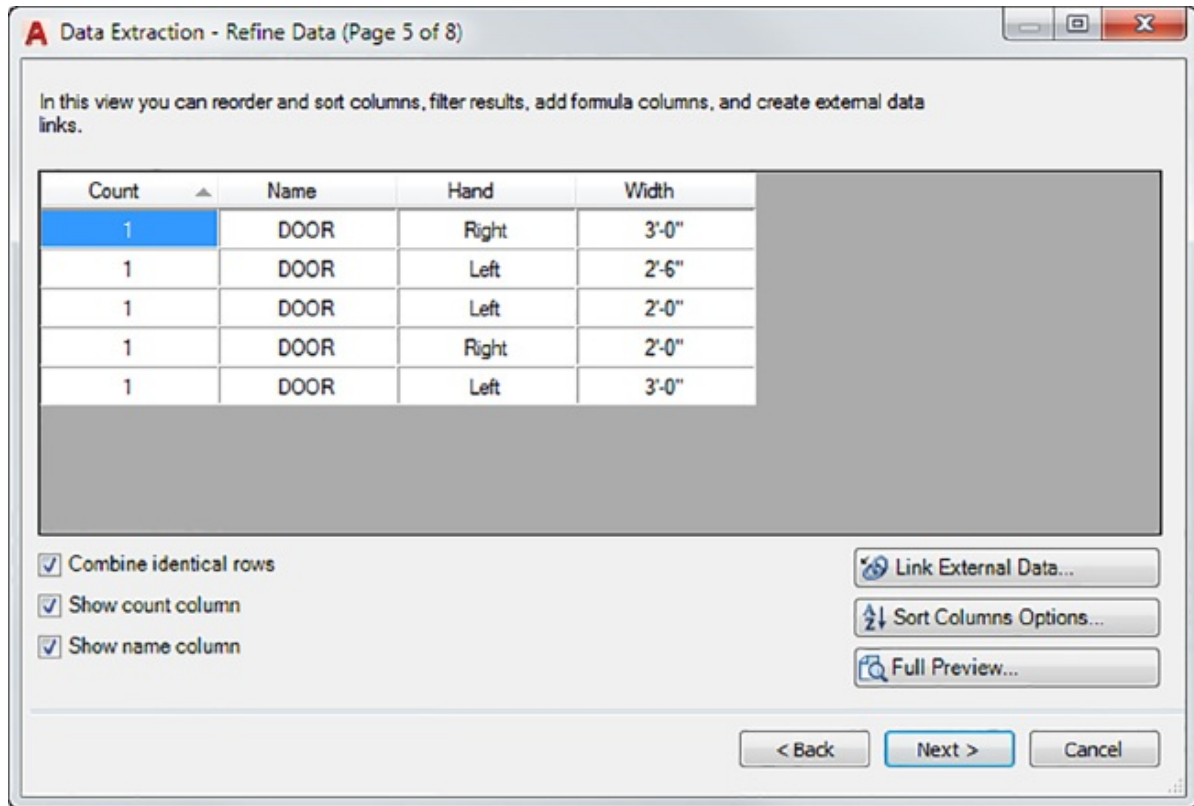 Data Extraction - Refine Data (Page 5 of 8)
In this view you can reorder and sort columns, filter results, add formula columns, and create external data
links.
Count Name Hand Width
1 DOOR Right 3'-0"
1 DOOR Left 2'-6"
1 DOOR Left 2'-0"
1 DOOR Right 2'-0"
1 DOOR Left 3'-0"
Combine identical rows
Show count column
Show name column
Link External Data...
Sort Columns Options...
Full Preview...
< Back Next > Cancel